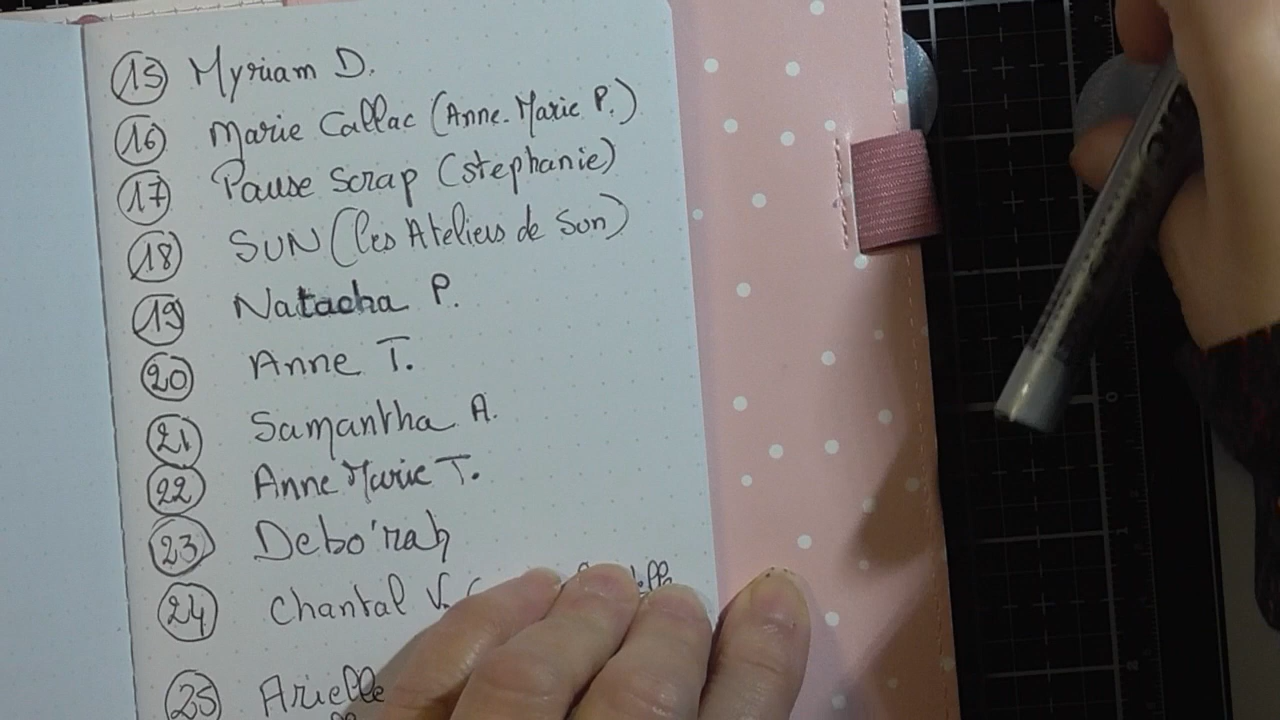 15 Myriam D.
16 Marie Callac (Anne-Marie P.)
17 Pause Scrap (stephanie)
18 SUN (les Ateliers de Sun)
19 Natacha P.
20 Anne T.
21 Samantha A.
22 Anne Marie T.
23 Debo'rah
24 Chantal V. (
25 Arielle